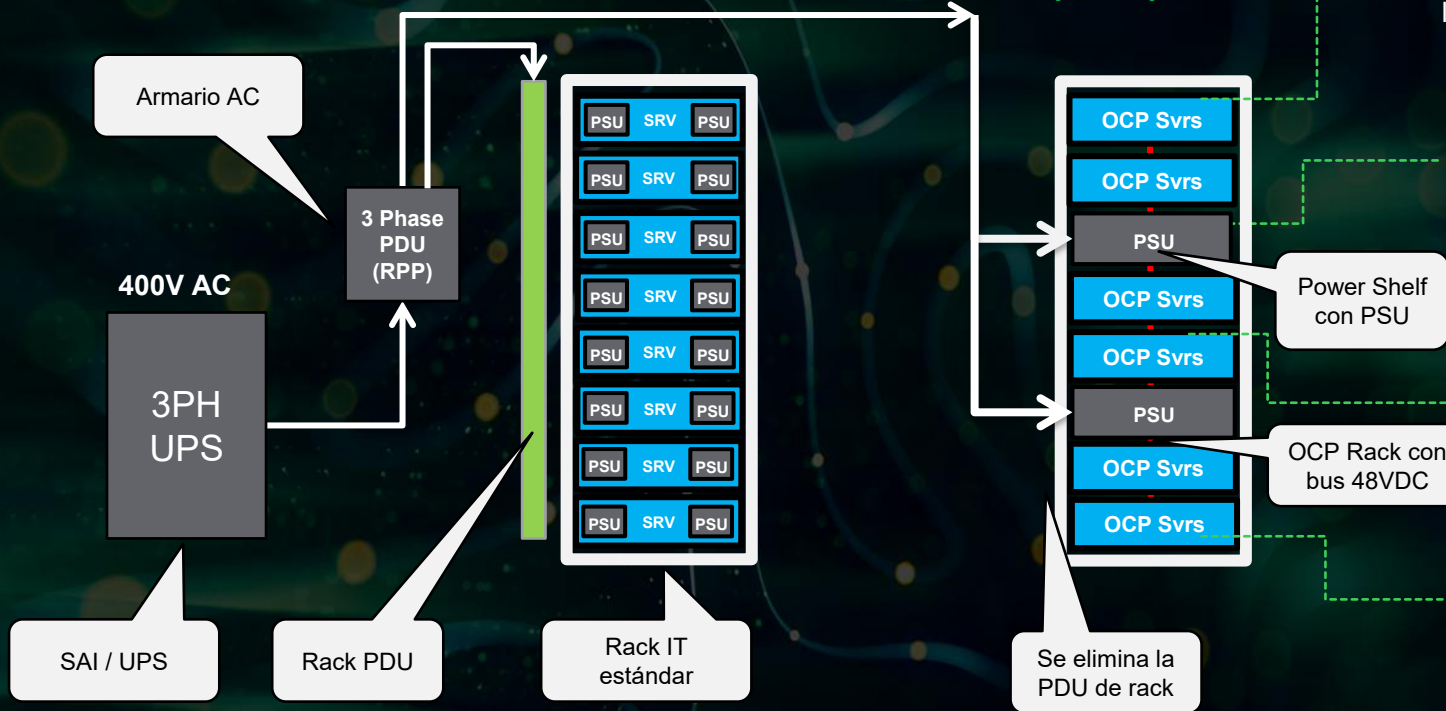 Armario AC
3 Phase
PDU
(RPP)
400V AC
3PH
UPS
SAI / UPS
Rack PDU
PSU SRV PSU
PSU SRV PSU
PSU SRV PSU
PSU SRV PSU
PSU SRV PSU
PSU SRV PSU
PSU SRV PSU
PSU SRV PSU
Rack IT
estándar
OCP Svrs
OCP Svrs
PSU
OCP Svrs
OCP Svrs
PSU
OCP Svrs
OCP Svrs
Power Shelf
con PSU
OCP Rack con
bus 48VDC
Se elimina la
PDU de rack